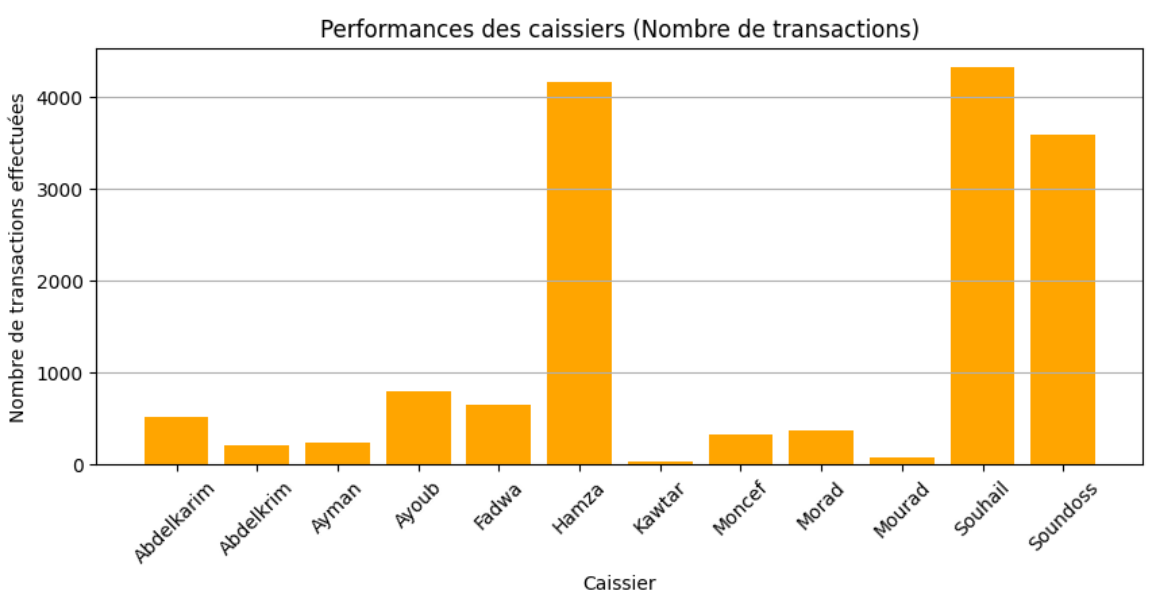 Performances des caissiers (Nombre de transactions)
Nombre de transactions effectuées
4000
3000
2000
1000
0
Abdelkarim
Abdelkrim
Ayman
Ayoub
Fadwa
Hamza
Kawtar
Moncef
Morad
Mourad
Souhail
Soundoss
Caissier